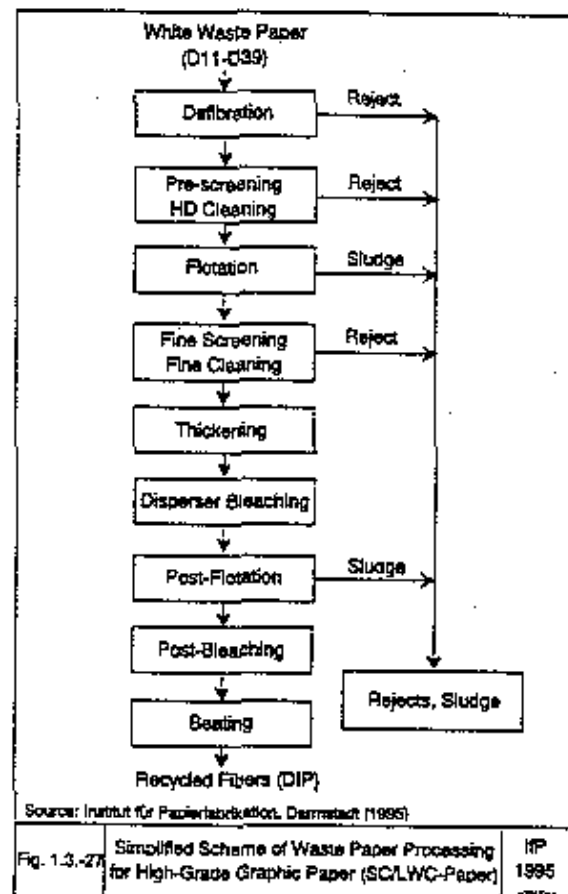 White Waste Paper
(D11-D39)
Defibration
Reject
Pre-screening
HD Cleaning
Reject
Flotation
Sludge
Fine Screening
Fine Cleaning
Reject
Thickening
Disperser Bleaching
Post-Flotation
Sludge
Post-Bleaching
Rejects, Sludge
Beating
Recycled Fibers (DIP)
Source: Institut für Papierfabrikation, Darmstadt (1995)
Fig. 1.3.-27
Simplified Scheme of Waste Paper Processing
for High-Grade Graphic Paper (SC/LWC-Paper)
IfP
1995